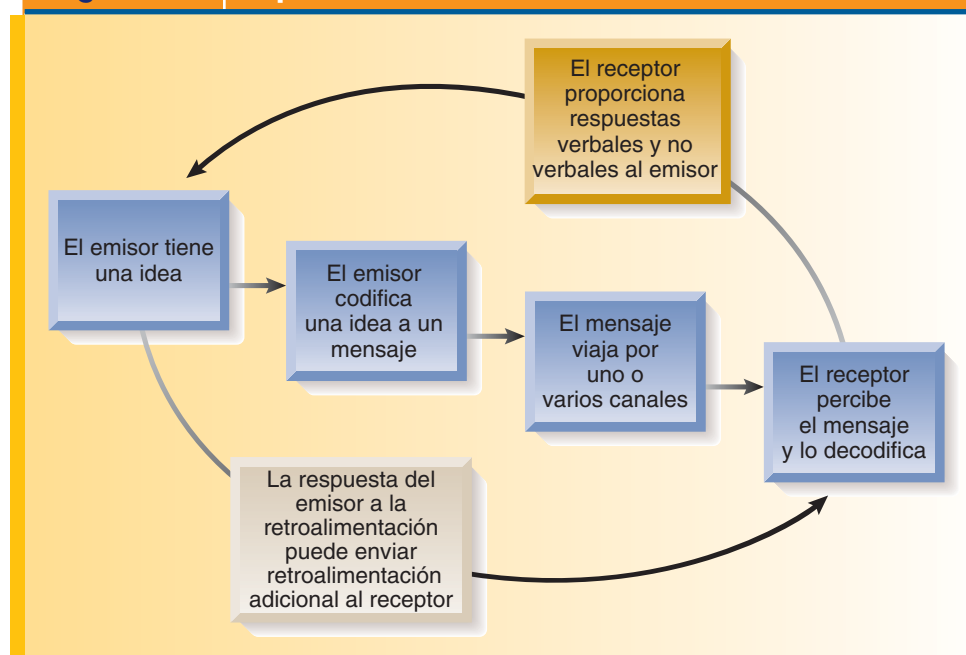 El receptor
proporciona
respuestas
verbales y no
verbales al emisor
El emisor tiene
una idea
El emisor
codifica
una idea a un
mensaje
El mensaje
viaja por
uno o
varios canales
El receptor
percibe
el mensaje
y lo decodifica
La respuesta del
emisor a la
retroalimentación
puede enviar
retroalimentación
adicional al receptor